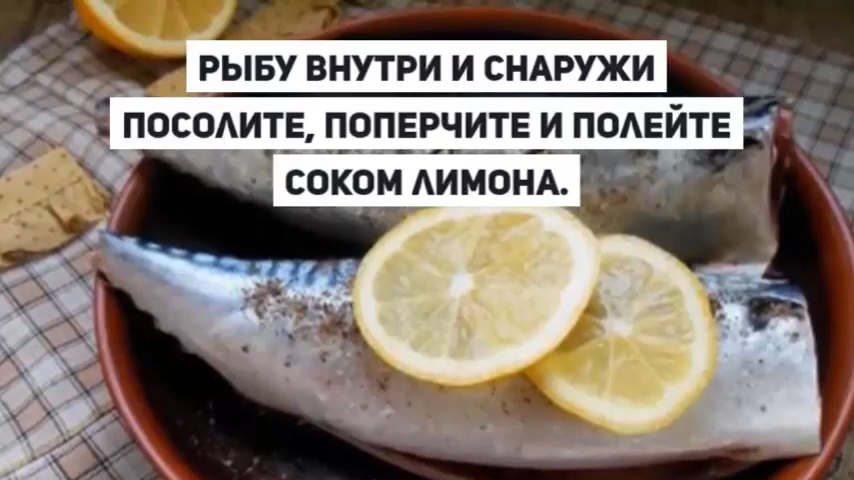 РЫБУ ВНУТРИ И СНАРУЖИ
ПОСОЛИТЕ, ПОПЕРЧИТЕ И ПОЛЕЙТЕ
СОКОМ ЛИМОНА.